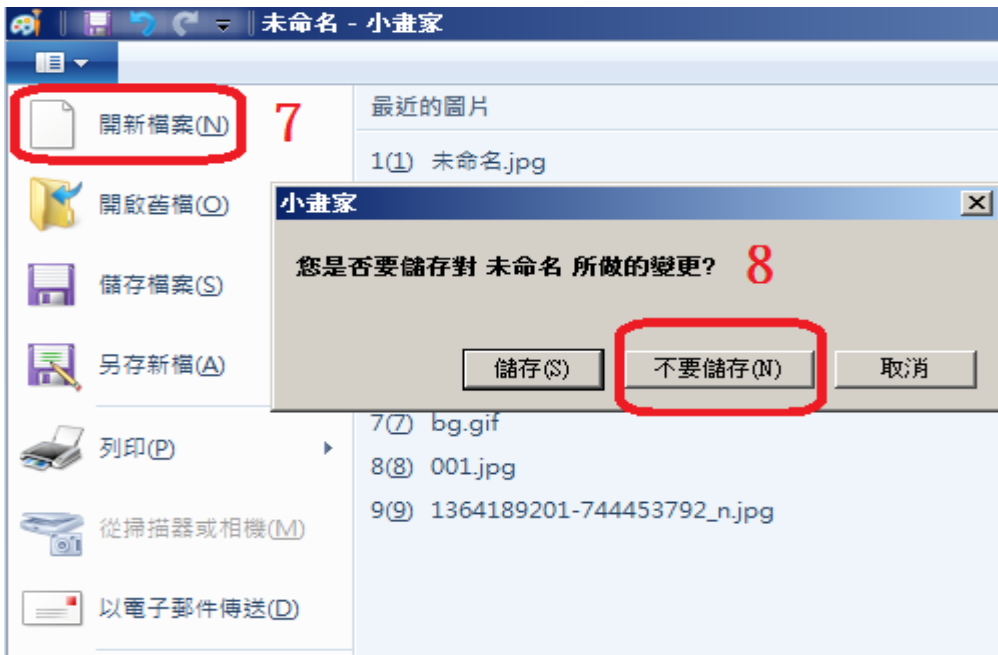 未命名 - 小畫家
開新檔案(N)
7
最近的圖片
1(1) 未命名.jpg
開啟舊檔(O)
小畫家
您是否要儲存對 未命名 所做的變更?
8
儲存檔案(S)
儲存(S)
不要儲存(N)
取消
另存新檔(A)
7(7) bg.gif
列印(P)
8(8) 001.jpg
9(9) 1364189201-744453792_n.jpg
從掃描器或相機(M)
以電子郵件傳送(D)